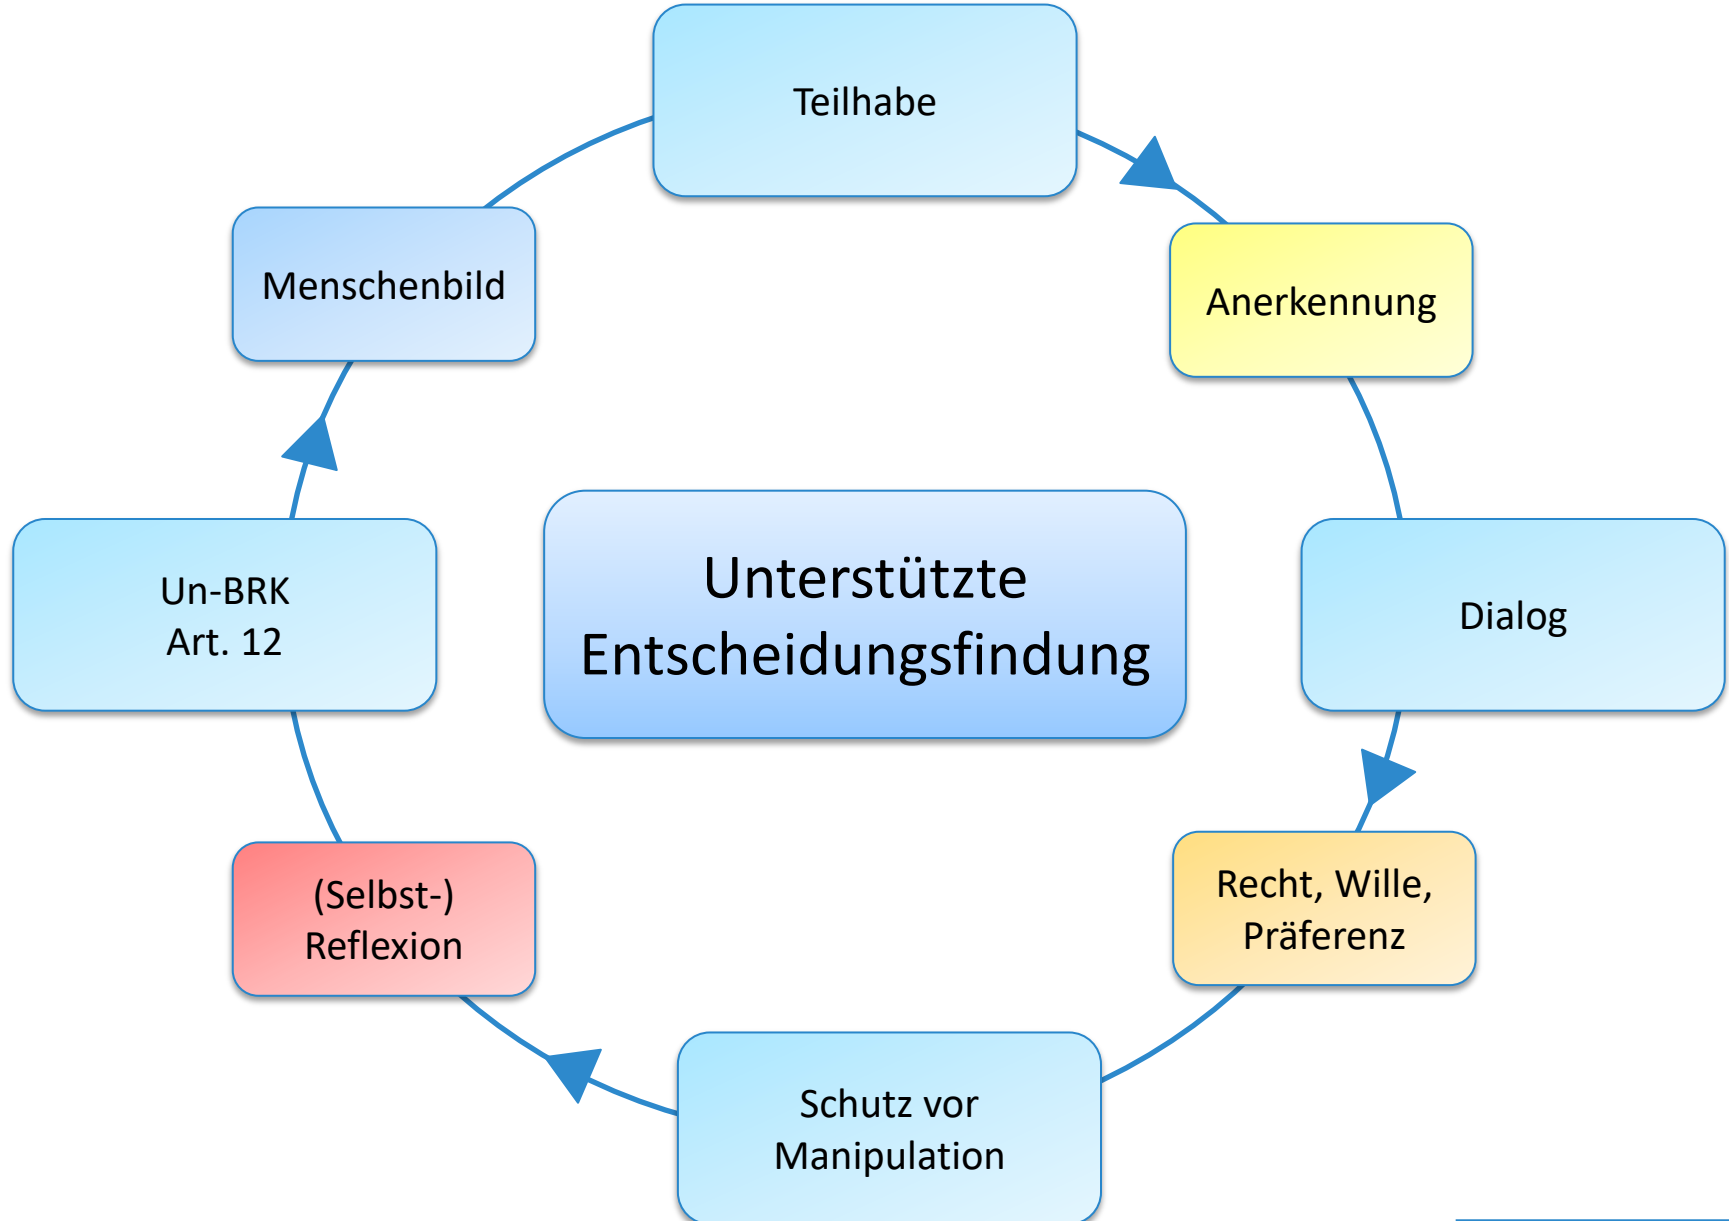 Teilhabe
Menschenbild
Anerkennung
Un-BRK
Art. 12
Unterstützte
Entscheidungsfindung
Dialog
(Selbst-)
Reflexion
Recht, Wille,
Präferenz
Schutz vor
Manipulation